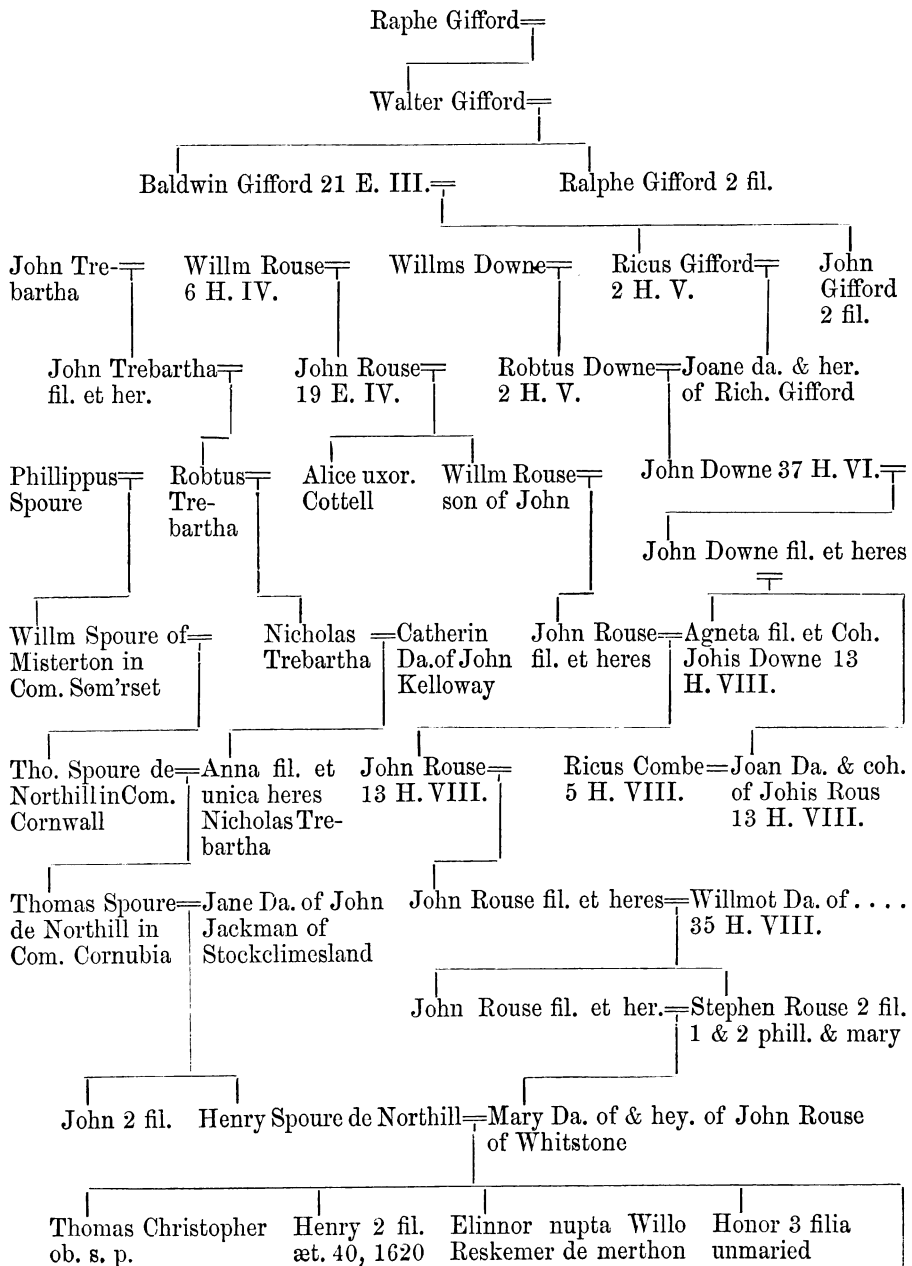 Raphe Gifford
Walter Gifford
Baldwin Gifford 21 E. III. Ralphe Gifford 2 fil.
John Tre-
bartha
Willm Rouse
6 H. IV.
Willms Downe
Ricus Gifford
2 H. V.
John
Gifford
2 fil.
John Trebartha
fil. et her.
John Rouse
19 E. IV.
Robtus Downe
2 H. V.
Joane da. & her.
of Rich. Gifford
Phillippus
Spoure
Robtus
Tre-
bartha
Alice uxor.
Cottell
Willm Rouse
son of John
John Downe 37 H. VI.
John Downe fil. et heres
Willm Spoure of
Misterton in
Com. Som'rset
Nicholas
Trebartha
Catherin
Da.of John
Kelloway
John Rouse
fil. et heres
Agneta fil. et Coh.
Johis Downe 13
H. VIII.
Tho. Spoure de
Northill in Com.
Cornwall
Anna fil. et
unica heres
Nicholas Tre-
bartha
John Rouse
13 H. VIII.
Ricus Combe
5 H. VIII.
Joan Da. & coh.
of Johis Rous
13 H. VIII.
Thomas Spoure
de Northill in
Com. Cornubia
Jane Da. of John
Jackman of
Stockclimesland
John Rouse fil. et heres
Willmot Da. of . . . .
35 H. VIII.
John Rouse fil. et her.
Stephen Rouse 2 fil.
1 & 2 phill. & mary
John 2 fil.
Henry Spoure de Northill
Mary Da. of & hey. of John Rouse
of Whitstone
Thomas Christopher
ob. s. p.
Henry 2 fil.
æt. 40, 1620
Elinnor nupta Willo
Reskemer de merthon
Honor 3 filia
unmaried